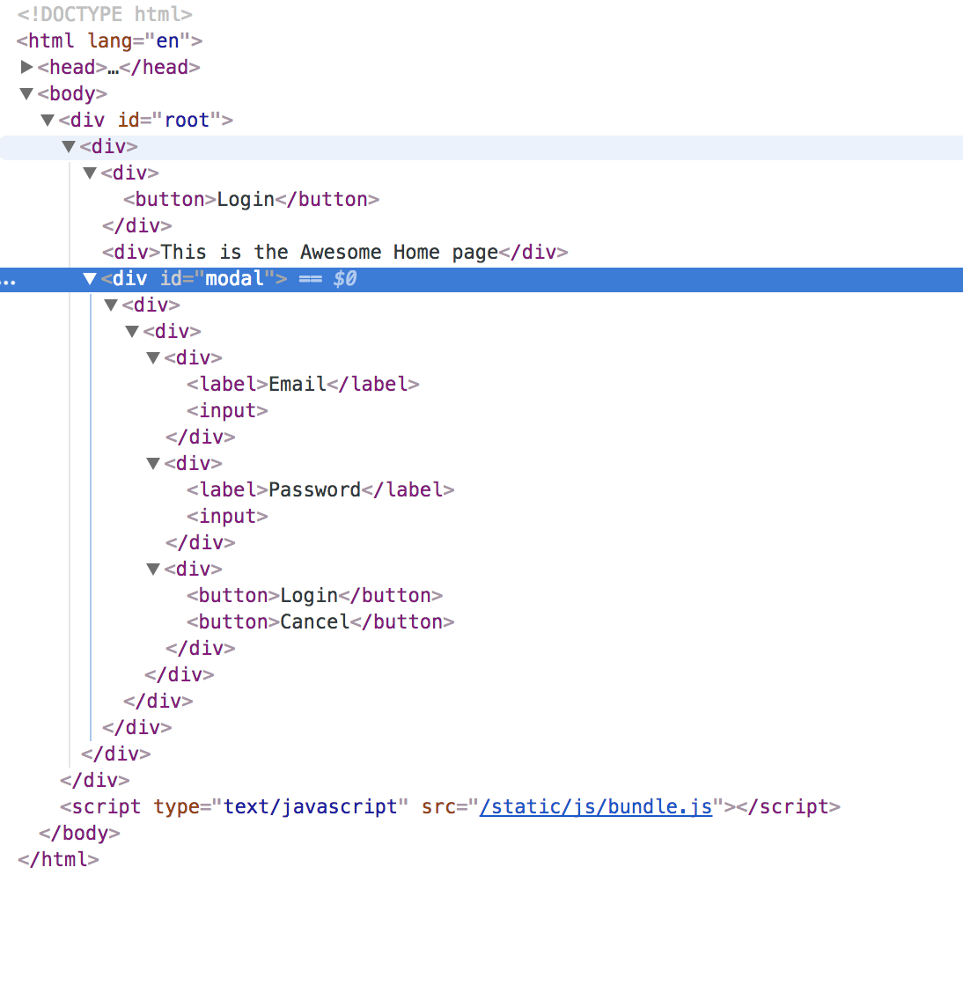 <!DOCTYPE html>
<html lang="en">
▶<head>…</head>
▼<body>
▼<div id="root">
▼<div>
▼<div>
<button>Login</button>
</div>
<div>This is the Awesome Home page</div>
… ▼<div id="modal"> == $0
▼<div>
▼<div>
▼<div>
<label>Email</label>
<input>
</div>
▼<div>
<label>Password</label>
<input>
</div>
▼<div>
<button>Login</button>
<button>Cancel</button>
</div>
</div>
</div>
</div>
</div>
</div>
<script type="text/javascript" src="/static/js/bundle.js"></script>
</body>
</html>